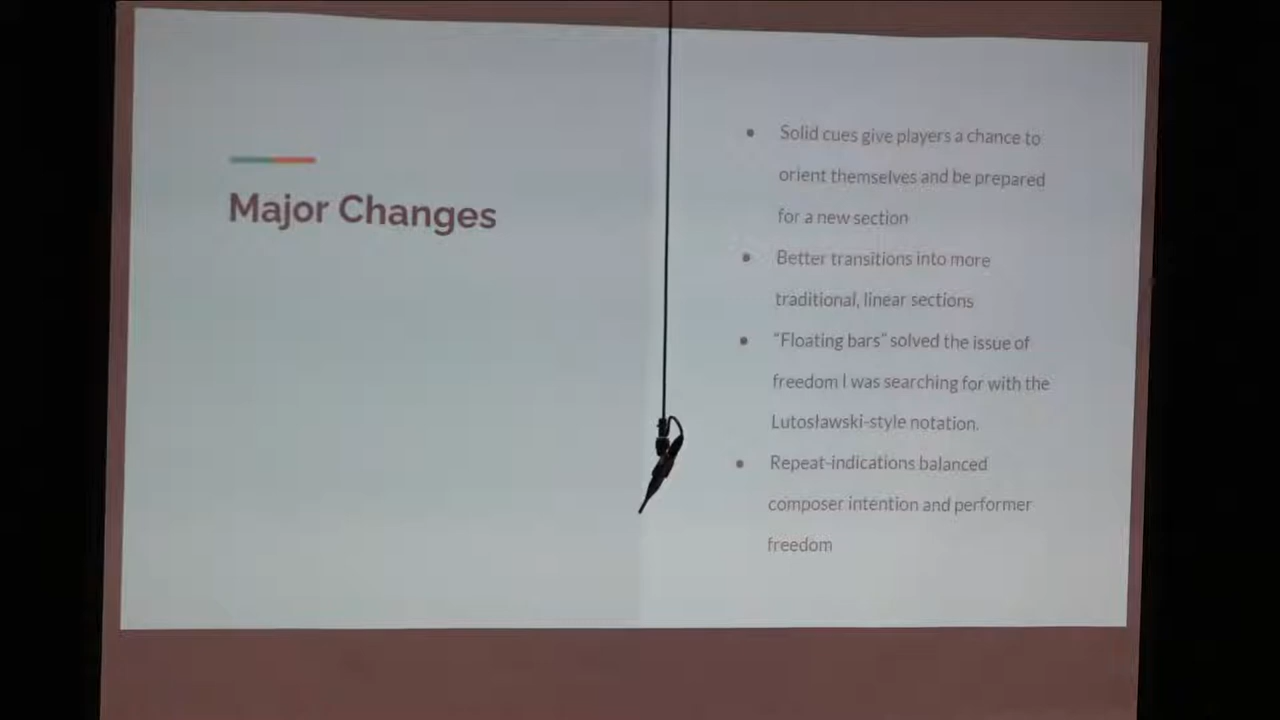 Major Changes
● Solid cues give players a chance to
orient themselves and be prepared
for a new section
● Better transitions into more
traditional, linear sections
● “Floating bars” solved the issue of
freedom I was searching for with the
Lutosławski-style notation.
● Repeat-indications balanced
composer intention and performer
freedom